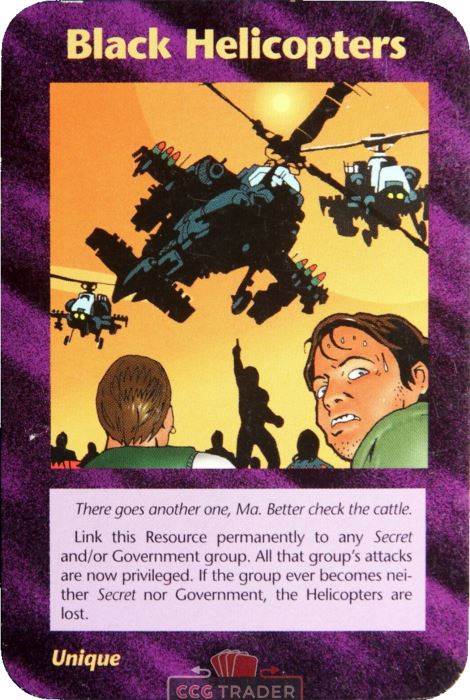 Black Helicopters
MIK
There goes another one, Ma. Better check the cattle.
Link this Resource permanently to any Secret
and/or Government group. All that group's attacks
are now privileged. If the group ever becomes nei-
ther Secret nor Government, the Helicopters are
lost.
Unique
CCG TRADER